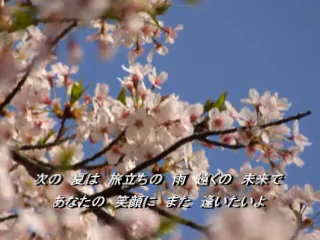 次の 夏は 旅立ちの 雨 遠くの 未来で
あなたの 笑顔に また 逢いたいよ